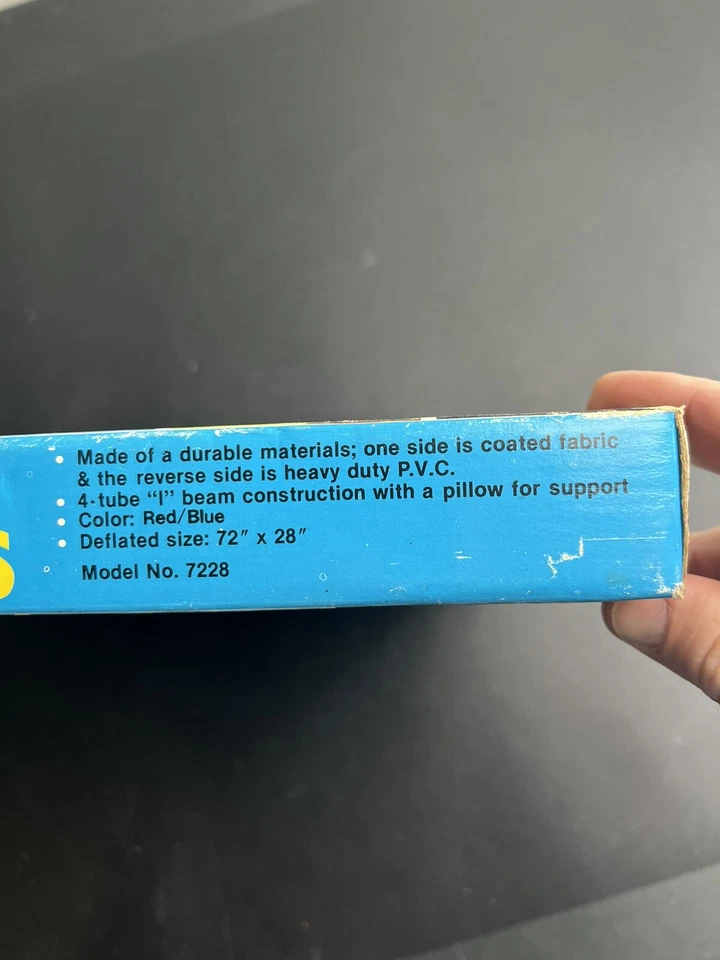 • Made of a durable materials; one side is coated fabric
& the reverse side is heavy duty P.V.C.
• 4-tube “I” beam construction with a pillow for support
• Color: Red/Blue
• Deflated size: 72″ x 28″
Model No. 7228
S